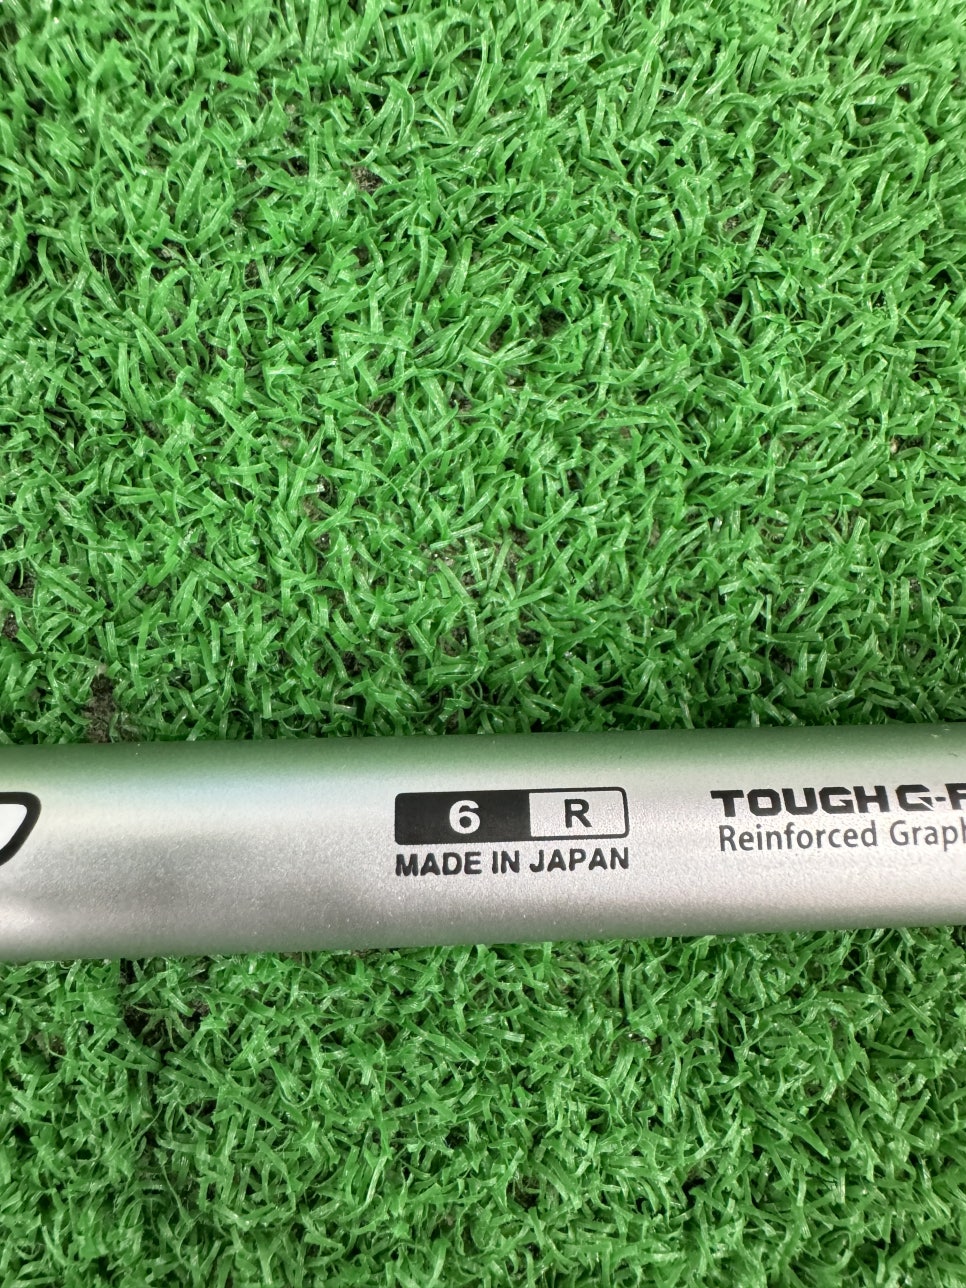 6 R
MADE IN JAPAN
TOUGH G-
Reinforced